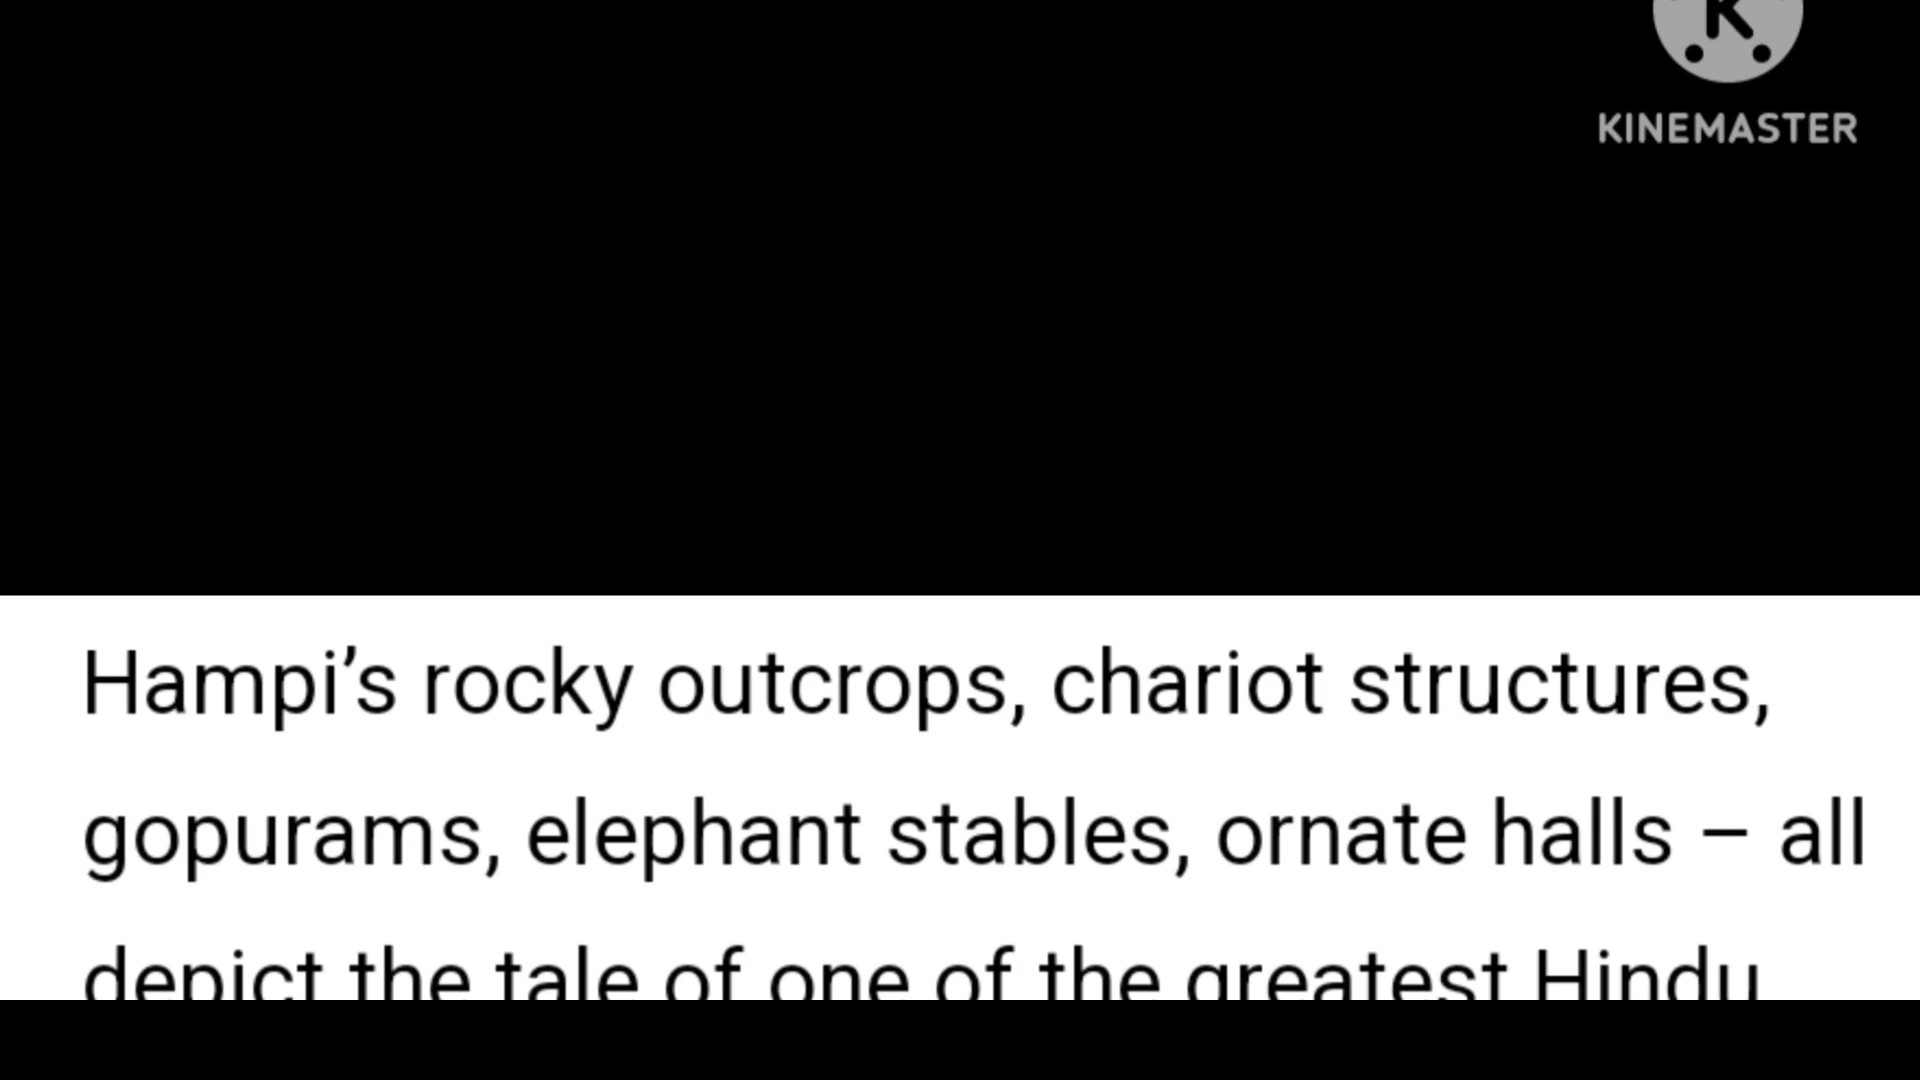 K
KINEMASTER
Hampi’s rocky outcrops, chariot structures,
gopurams, elephant stables, ornate halls – all
depict the tale of one of the greatest Hindu